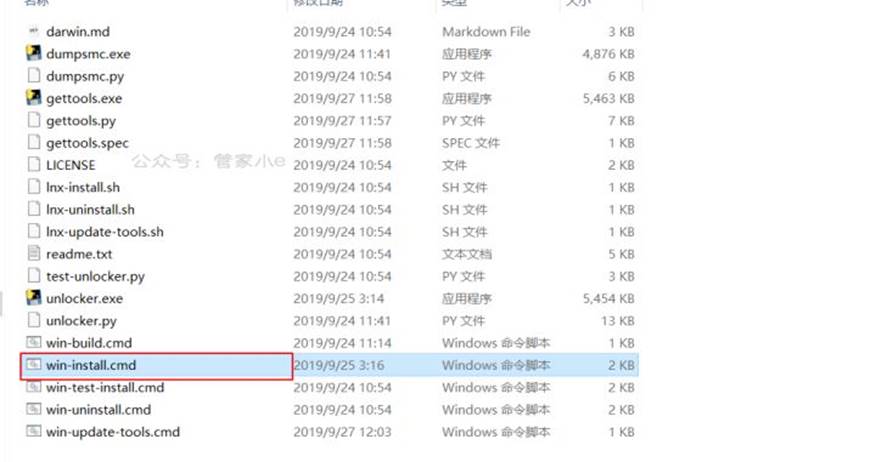 名称 修改日期 类型 大小
darwin.md 2019/9/24 10:54 Markdown File 3 KB
dumpsmc.exe 2019/9/24 11:41 应用程序 4,876 KB
dumpsmc.py 2019/9/24 10:54 PY 文件 6 KB
gettools.exe 2019/9/27 11:58 应用程序 5,463 KB
gettools.py 2019/9/27 11:57 PY 文件 7 KB
gettools.spec 2019/9/27 11:58 SPEC 文件 1 KB
公众号：管家小e
LICENSE 2019/9/24 10:54 文件 2 KB
lnx-install.sh 2019/9/24 10:54 SH 文件 1 KB
lnx-uninstall.sh 2019/9/24 10:54 SH 文件 1 KB
lnx-update-tools.sh 2019/9/24 10:54 SH 文件 1 KB
readme.txt 2019/9/24 10:54 文本文档 5 KB
test-unlocker.py 2019/9/24 10:54 PY 文件 3 KB
unlocker.exe 2019/9/25 3:14 应用程序 5,454 KB
unlocker.py 2019/9/24 11:41 PY 文件 13 KB
win-build.cmd 2019/9/24 11:14 Windows 命令脚本 1 KB
win-install.cmd 2019/9/25 3:16 Windows 命令脚本 2 KB
win-test-install.cmd 2019/9/24 10:54 Windows 命令脚本 2 KB
win-uninstall.cmd 2019/9/24 10:54 Windows 命令脚本 2 KB
win-update-tools.cmd 2019/9/27 12:03 Windows 命令脚本 1 KB